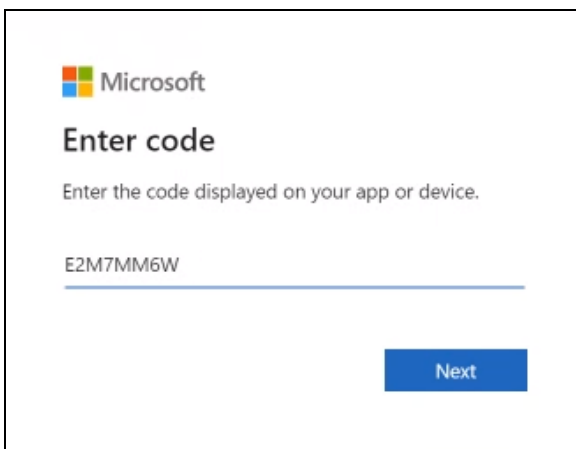 Microsoft
Enter code
Enter the code displayed on your app or device.
E2M7MM6W
Next